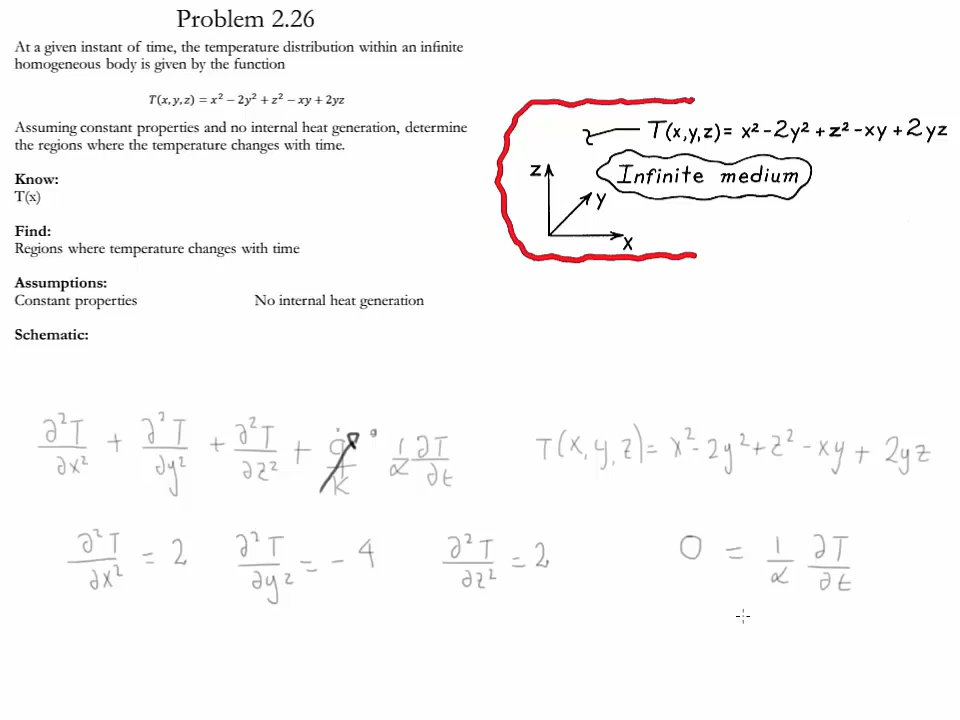 Problem 2.26
At a given instant of time, the temperature distribution within an infinite
homogeneous body is given by the function
T(x, y, z) = x² − 2y² + z² − xy + 2yz
Assuming constant properties and no internal heat generation, determine
the regions where the temperature changes with time.
Know:
T(x)
Find:
Regions where temperature changes with time
Assumptions:
Constant properties No internal heat generation
Schematic:
T(x,y,z) = x² - 2y² + z² - xy + 2yz
Infinite medium
z
y
x
∂²T/∂x² + ∂²T/∂y² + ∂²T/∂z² + q̇/k 0 1/α ∂T/∂t
T(x, y, z) = x² - 2y² + z² - xy + 2yz
∂²T/∂x² = 2 ∂²T/∂y² = - 4 ∂²T/∂z² = 2
0 = 1/α ∂T/∂t